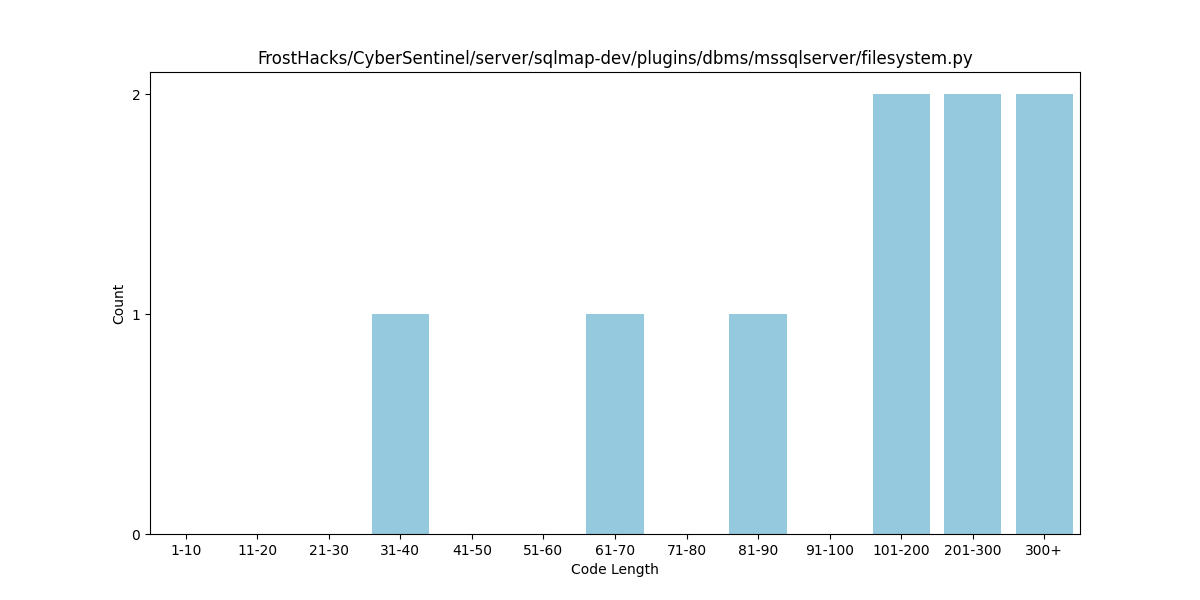 FrostHacks/CyberSentinel/server/sqlmap-dev/plugins/dbms/mssqlserver/filesystem.py
2
1
0
Count
1-10 11-20 21-30 31-40 41-50 51-60 61-70 71-80 81-90 91-100 101-200 201-300 300+
Code Length